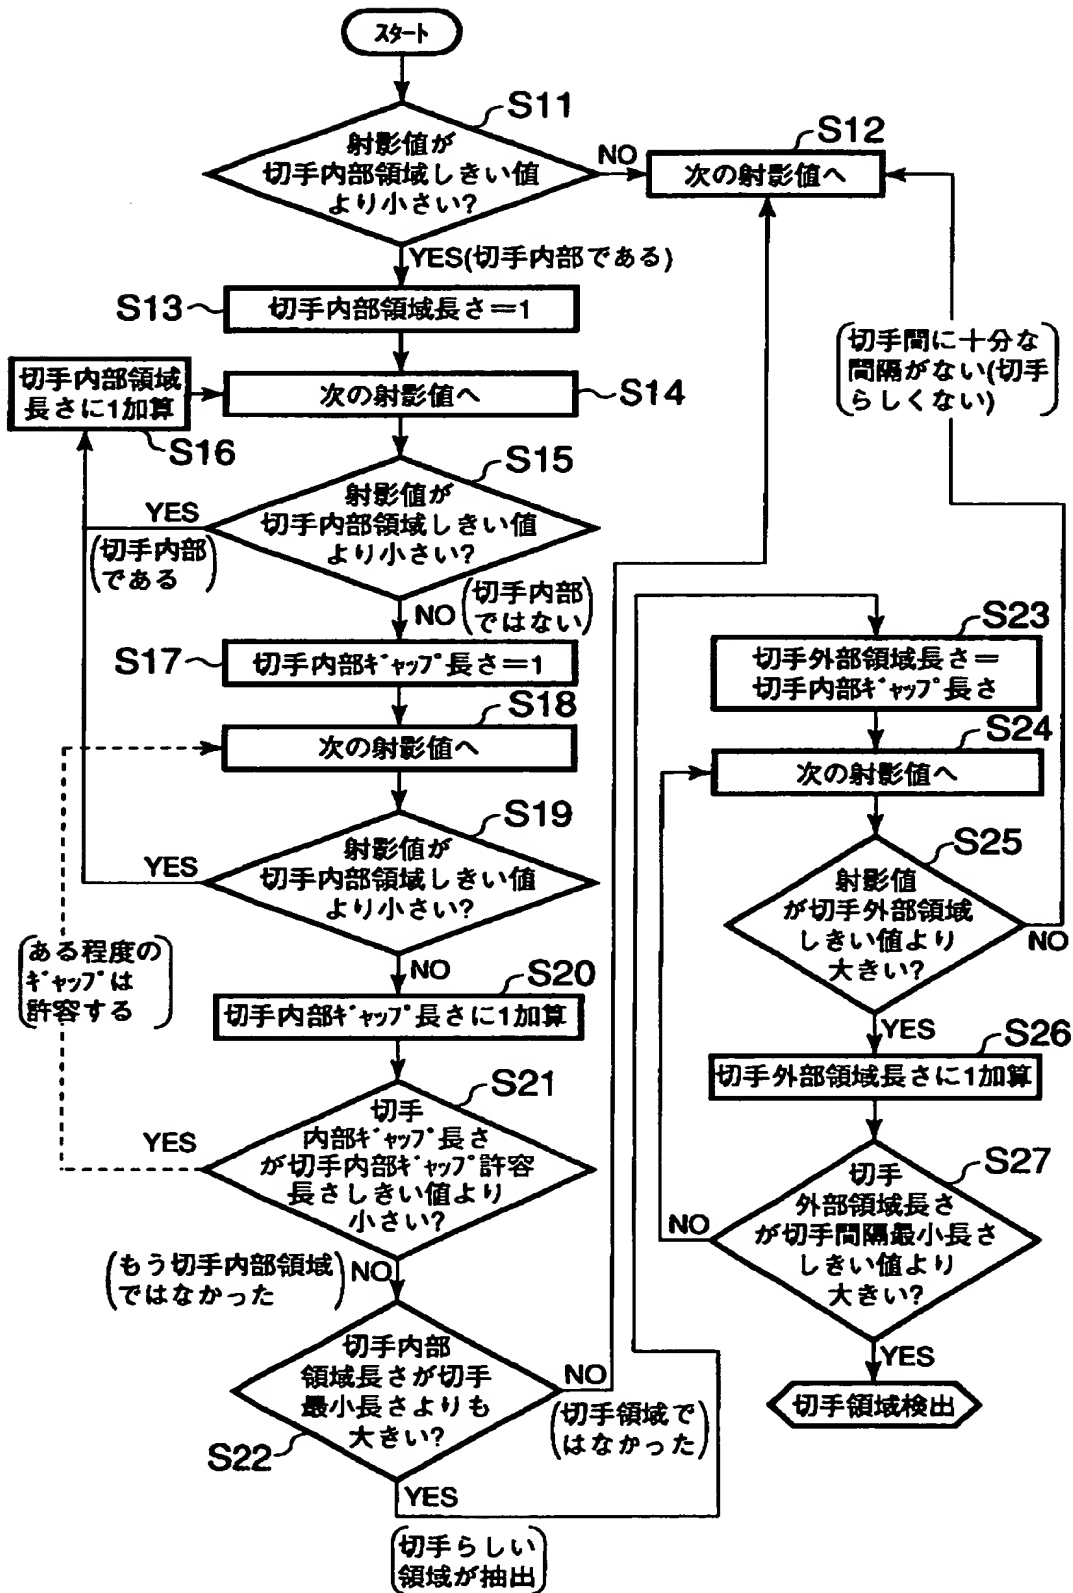 スタート
S11
射影値が
切手内部領域しきい値
より小さい?
NO
S12
次の射影値へ
YES(切手内部である)
S13
切手内部領域長さ=1
切手内部領域
長さに1加算
S16
次の射影値へ
S14
S15
射影値が
切手内部領域しきい値
より小さい?
YES
(切手内部
である)
NO
(切手内部
ではない)
S17
切手内部ギャップ長さ=1
S18
次の射影値へ
S19
射影値が
切手内部領域しきい値
より小さい?
YES
NO
(ある程度の
ギャップは
許容する)
S20
切手内部ギャップ長さに1加算
S21
切手
内部ギャップ長さ
が切手内部ギャップ許容
長さしきい値より
小さい?
YES
(もう切手内部領域
ではなかった)
NO
切手内部
領域長さが切手
最小長さよりも
大きい?
S22
NO
(切手領域で
はなかった)
YES
(切手らしい
領域が抽出)
(切手間に十分な
間隔がない(切手
らしくない))
S23
切手外部領域長さ=
切手内部ギャップ長さ
S24
次の射影値へ
S25
射影値
が切手外部領域
しきい値より
大きい?
NO
YES
S26
切手外部領域長さに1加算
S27
切手
外部領域長さ
が切手間隔最小長さ
しきい値より
大きい?
NO
YES
切手領域検出